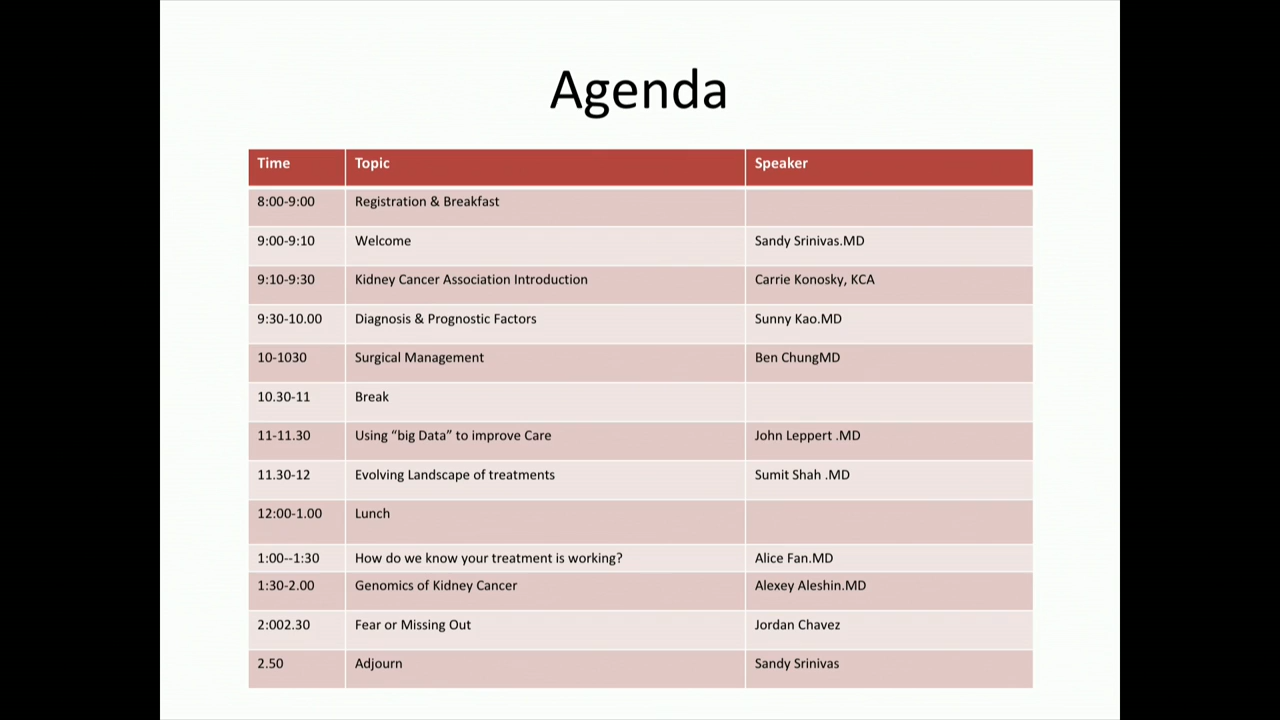 Agenda
Time Topic Speaker
8:00-9:00 Registration & Breakfast
9:00-9:10 Welcome Sandy Srinivas.MD
9:10-9:30 Kidney Cancer Association Introduction Carrie Konosky, KCA
9:30-10.00 Diagnosis & Prognostic Factors Sunny Kao.MD
10-1030 Surgical Management Ben ChungMD
10.30-11 Break
11-11.30 Using “big Data” to improve Care John Leppert .MD
11.30-12 Evolving Landscape of treatments Sumit Shah .MD
12:00-1.00 Lunch
1:00--1:30 How do we know your treatment is working? Alice Fan.MD
1:30-2.00 Genomics of Kidney Cancer Alexey Aleshin.MD
2:002.30 Fear or Missing Out Jordan Chavez
2.50 Adjourn Sandy Srinivas